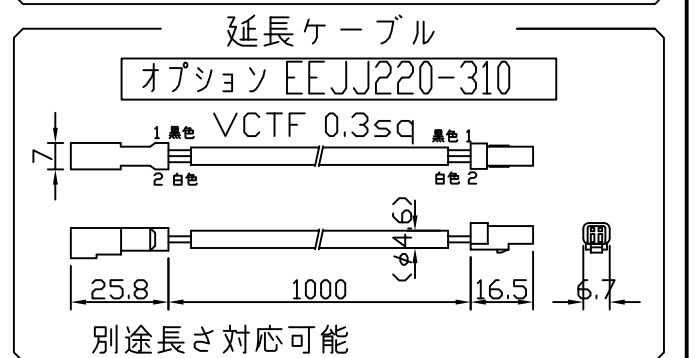 延長ケーブル
オプション EEJJ220-310
VCTF 0.3sq
1 黒色
黒色 1
7
2 白色
白色 2
(φ4.6)
25.8
1000
16.5
6.7
別途長さ対応可能